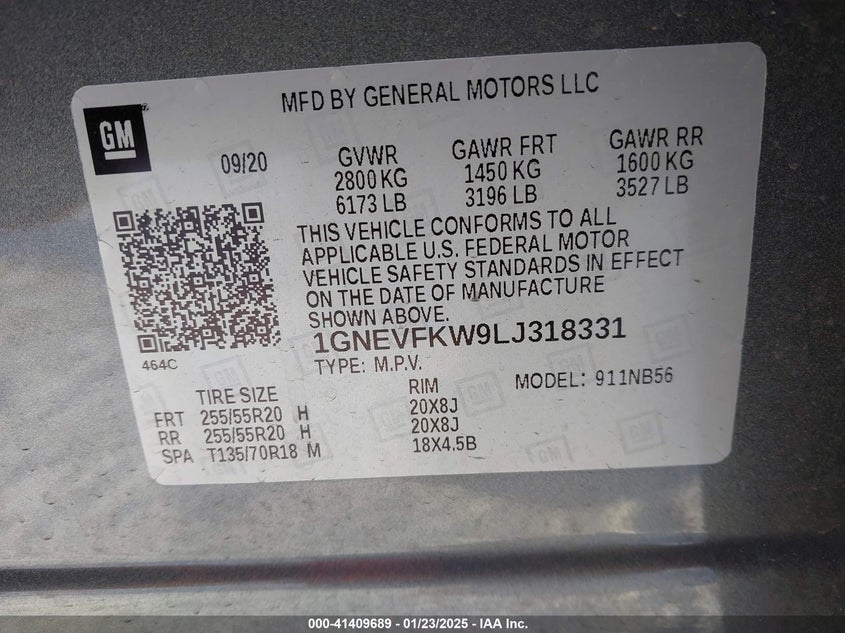 MFD BY GENERAL MOTORS LLC
GM
09/20
GVWR GAWR FRT GAWR RR
2800 KG 1450 KG 1600 KG
6173 LB 3196 LB 3527 LB
THIS VEHICLE CONFORMS TO ALL
APPLICABLE U.S. FEDERAL MOTOR
VEHICLE SAFETY STANDARDS IN EFFECT
ON THE DATE OF MANUFACTURE
SHOWN ABOVE.
1GNEVFKW9LJ318331
464C
TYPE: M.P.V.
MODEL: 911NB56
TIRE SIZE RIM
FRT 255/55R20 H 20X8J
RR 255/55R20 H 20X8J
SPA T135/70R18 M 18X4.5B
000-41409689 - 01/23/2025 - IAA Inc.